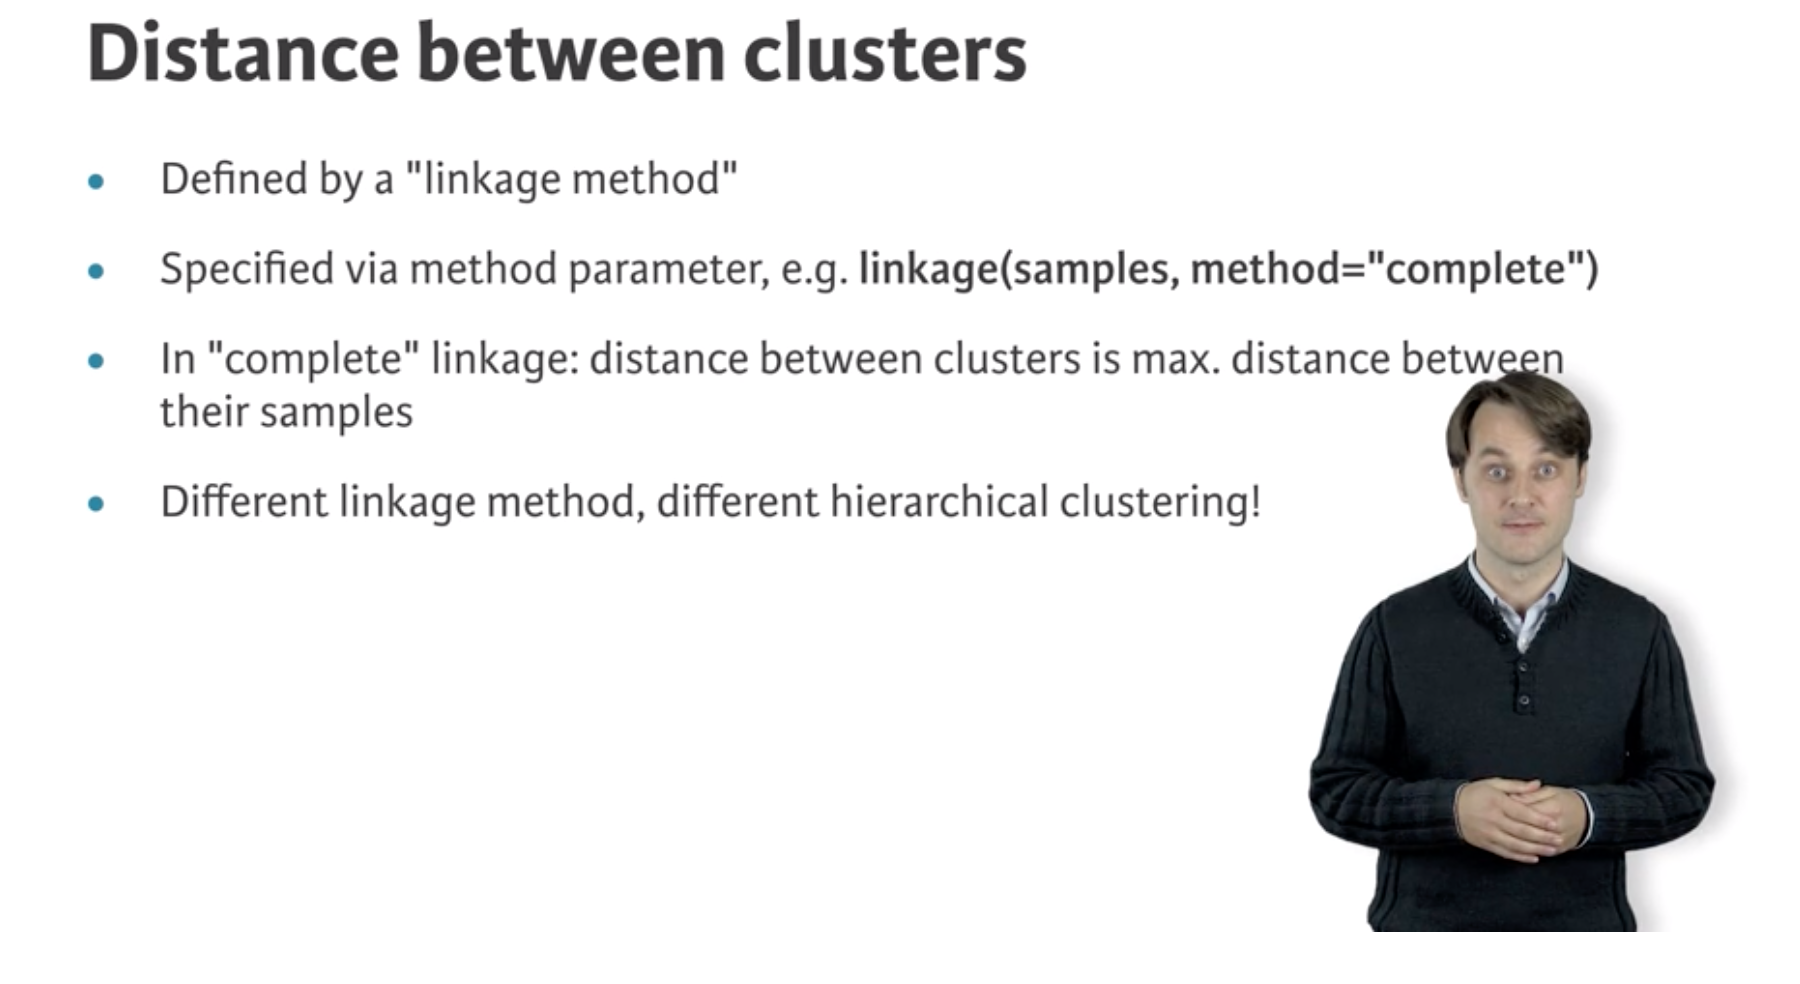 Distance between clusters
Defined by a "linkage method"
Specified via method parameter, e.g. linkage(samples, method="complete")
In "complete" linkage: distance between clusters is max. distance between
their samples
Different linkage method, different hierarchical clustering!